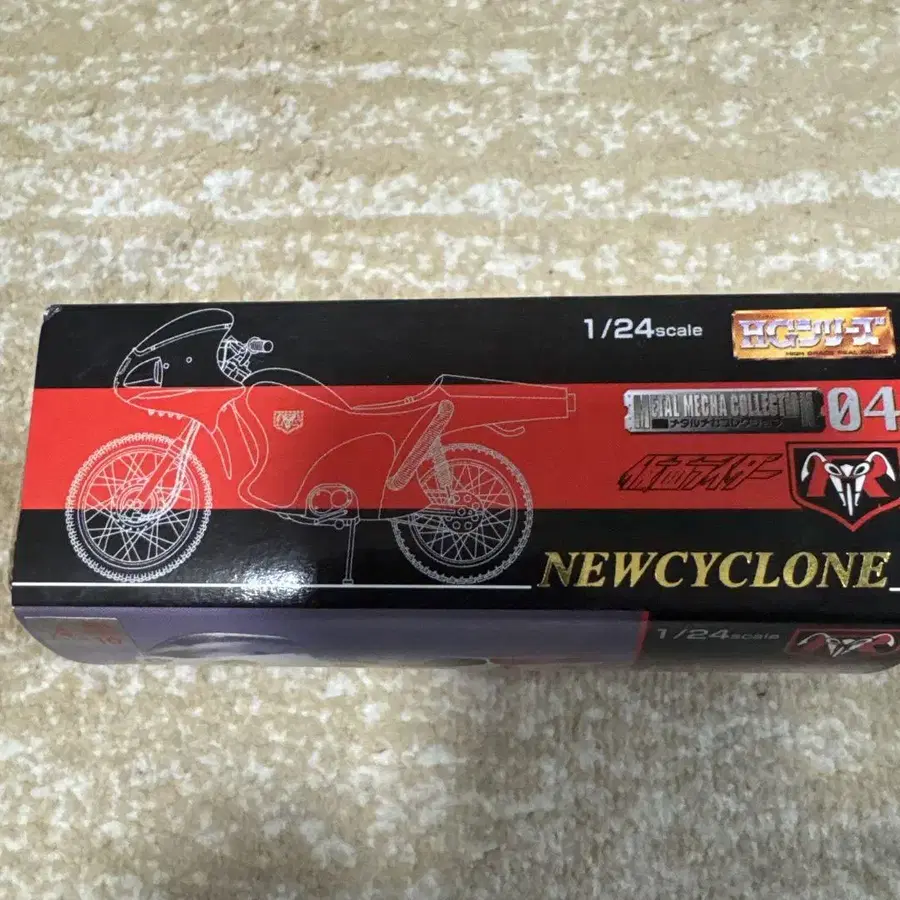 1/24scale
HGシリーズ
HIGH GRADE REAL FIGURE
METAL MECHA COLLECTION
メタルメカコレクション
04
仮面ライダー
NEWCYCLONE
1/24scale